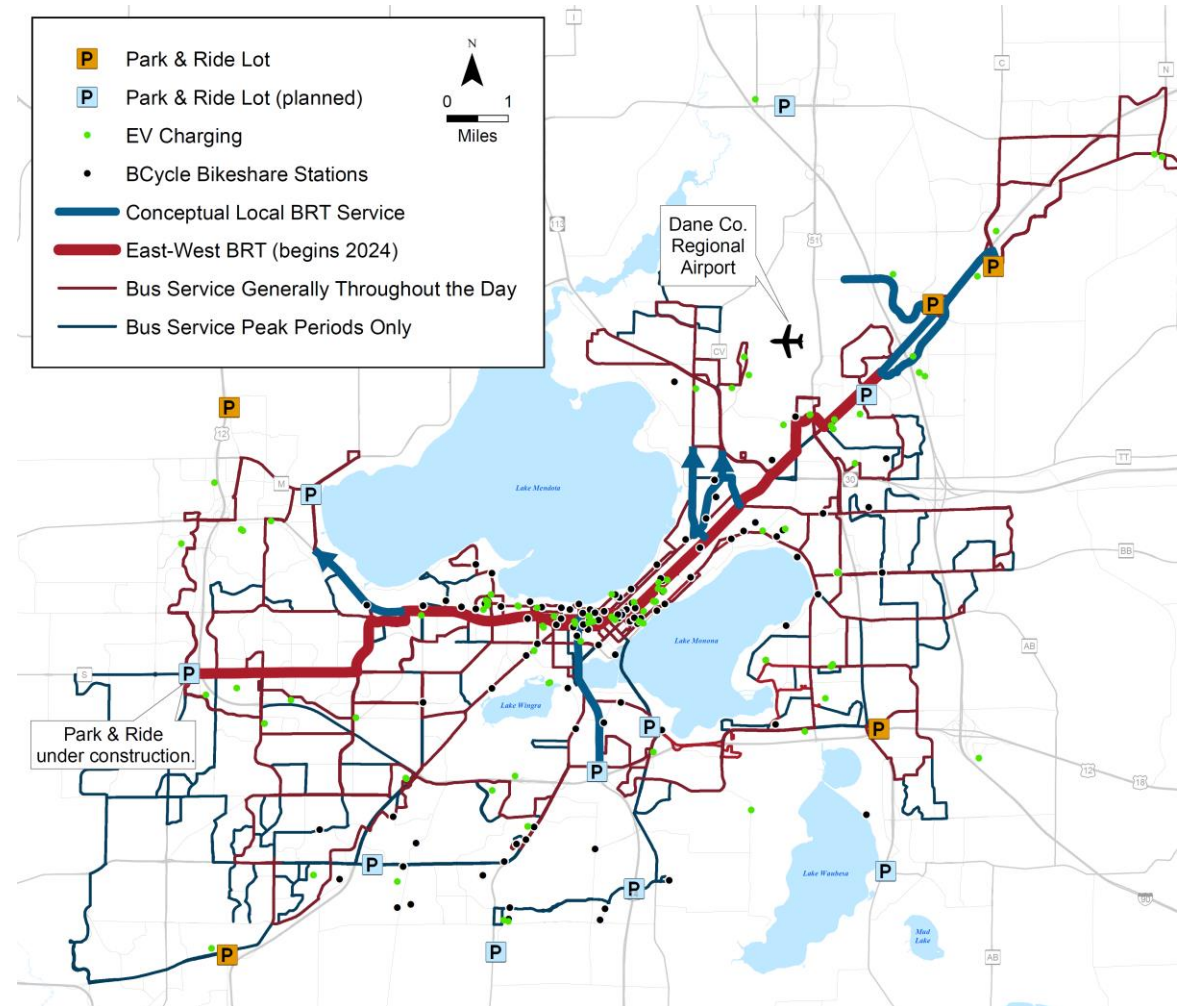 P Park & Ride Lot
P Park & Ride Lot (planned)
EV Charging
BCycle Bikeshare Stations
Conceptual Local BRT Service
East-West BRT (begins 2024)
Bus Service Generally Throughout the Day
Bus Service Peak Periods Only
N
0 1
Miles
I
C
N
P
113
Dane Co.
Regional
Airport
51
P
P
CV
P
P
12
TT
M
P
Lake Mendota
30
BB
Lake Monona
AB
S
P
Lake Wingra
Park & Ride
under construction.
P
P
P
12
18
P
Lake Waubesa
P
P
90
Mud
Lake
P
P
AB